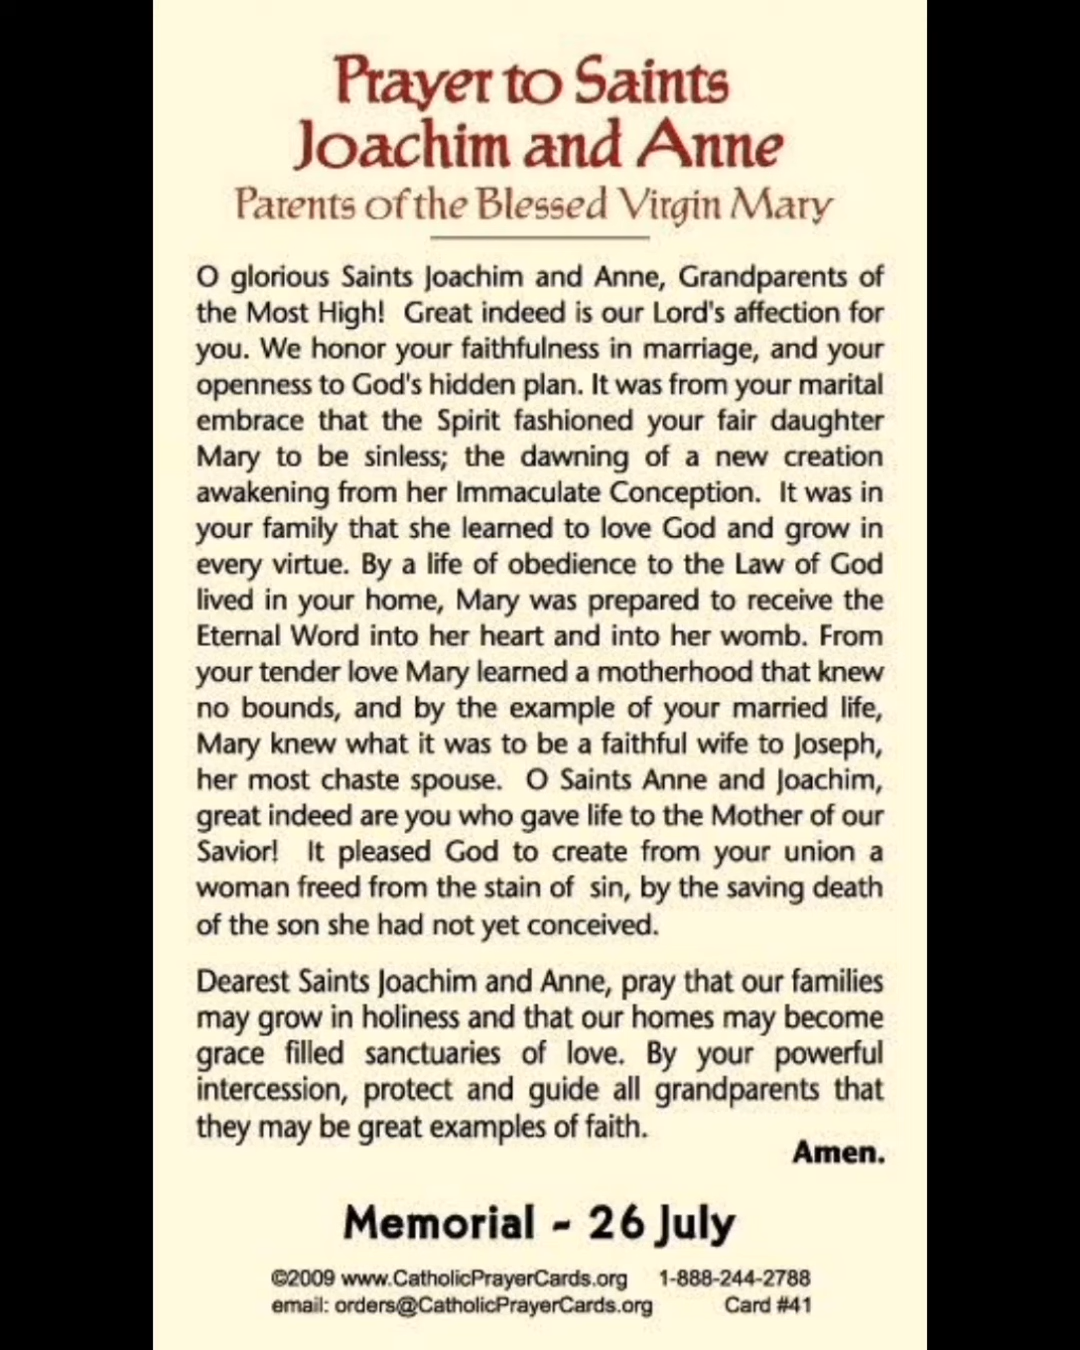 Prayer to Saints
Joachim and Anne
Parents of the Blessed Virgin Mary
O glorious Saints Joachim and Anne, Grandparents of
the Most High! Great indeed is our Lord's affection for
you. We honor your faithfulness in marriage, and your
openness to God's hidden plan. It was from your marital
embrace that the Spirit fashioned your fair daughter
Mary to be sinless; the dawning of a new creation
awakening from her Immaculate Conception. It was in
your family that she learned to love God and grow in
every virtue. By a life of obedience to the Law of God
lived in your home, Mary was prepared to receive the
Eternal Word into her heart and into her womb. From
your tender love Mary learned a motherhood that knew
no bounds, and by the example of your married life,
Mary knew what it was to be a faithful wife to Joseph,
her most chaste spouse. O Saints Anne and Joachim,
great indeed are you who gave life to the Mother of our
Savior! It pleased God to create from your union a
woman freed from the stain of sin, by the saving death
of the son she had not yet conceived.
Dearest Saints Joachim and Anne, pray that our families
may grow in holiness and that our homes may become
grace filled sanctuaries of love. By your powerful
intercession, protect and guide all grandparents that
they may be great examples of faith.
Amen.
Memorial - 26 July
©2009 www.CatholicPrayerCards.org 1-888-244-2788
email: orders@CatholicPrayerCards.org Card #41